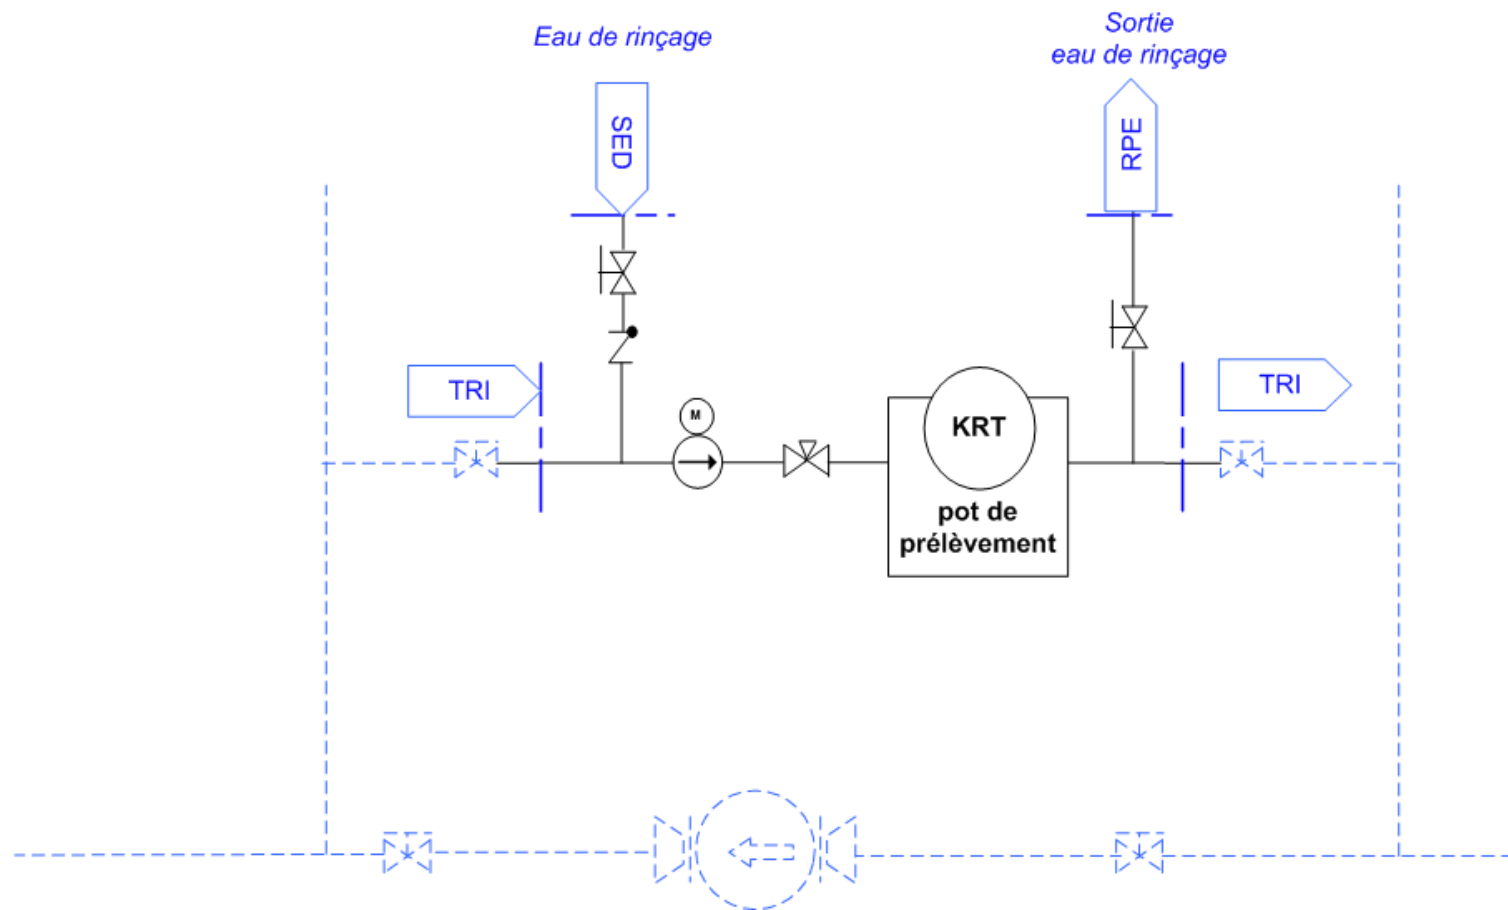 Eau de rinçage
Sortie
eau de rinçage
SED
RPE
TRI
TRI
M
KRT
pot de
prélèvement